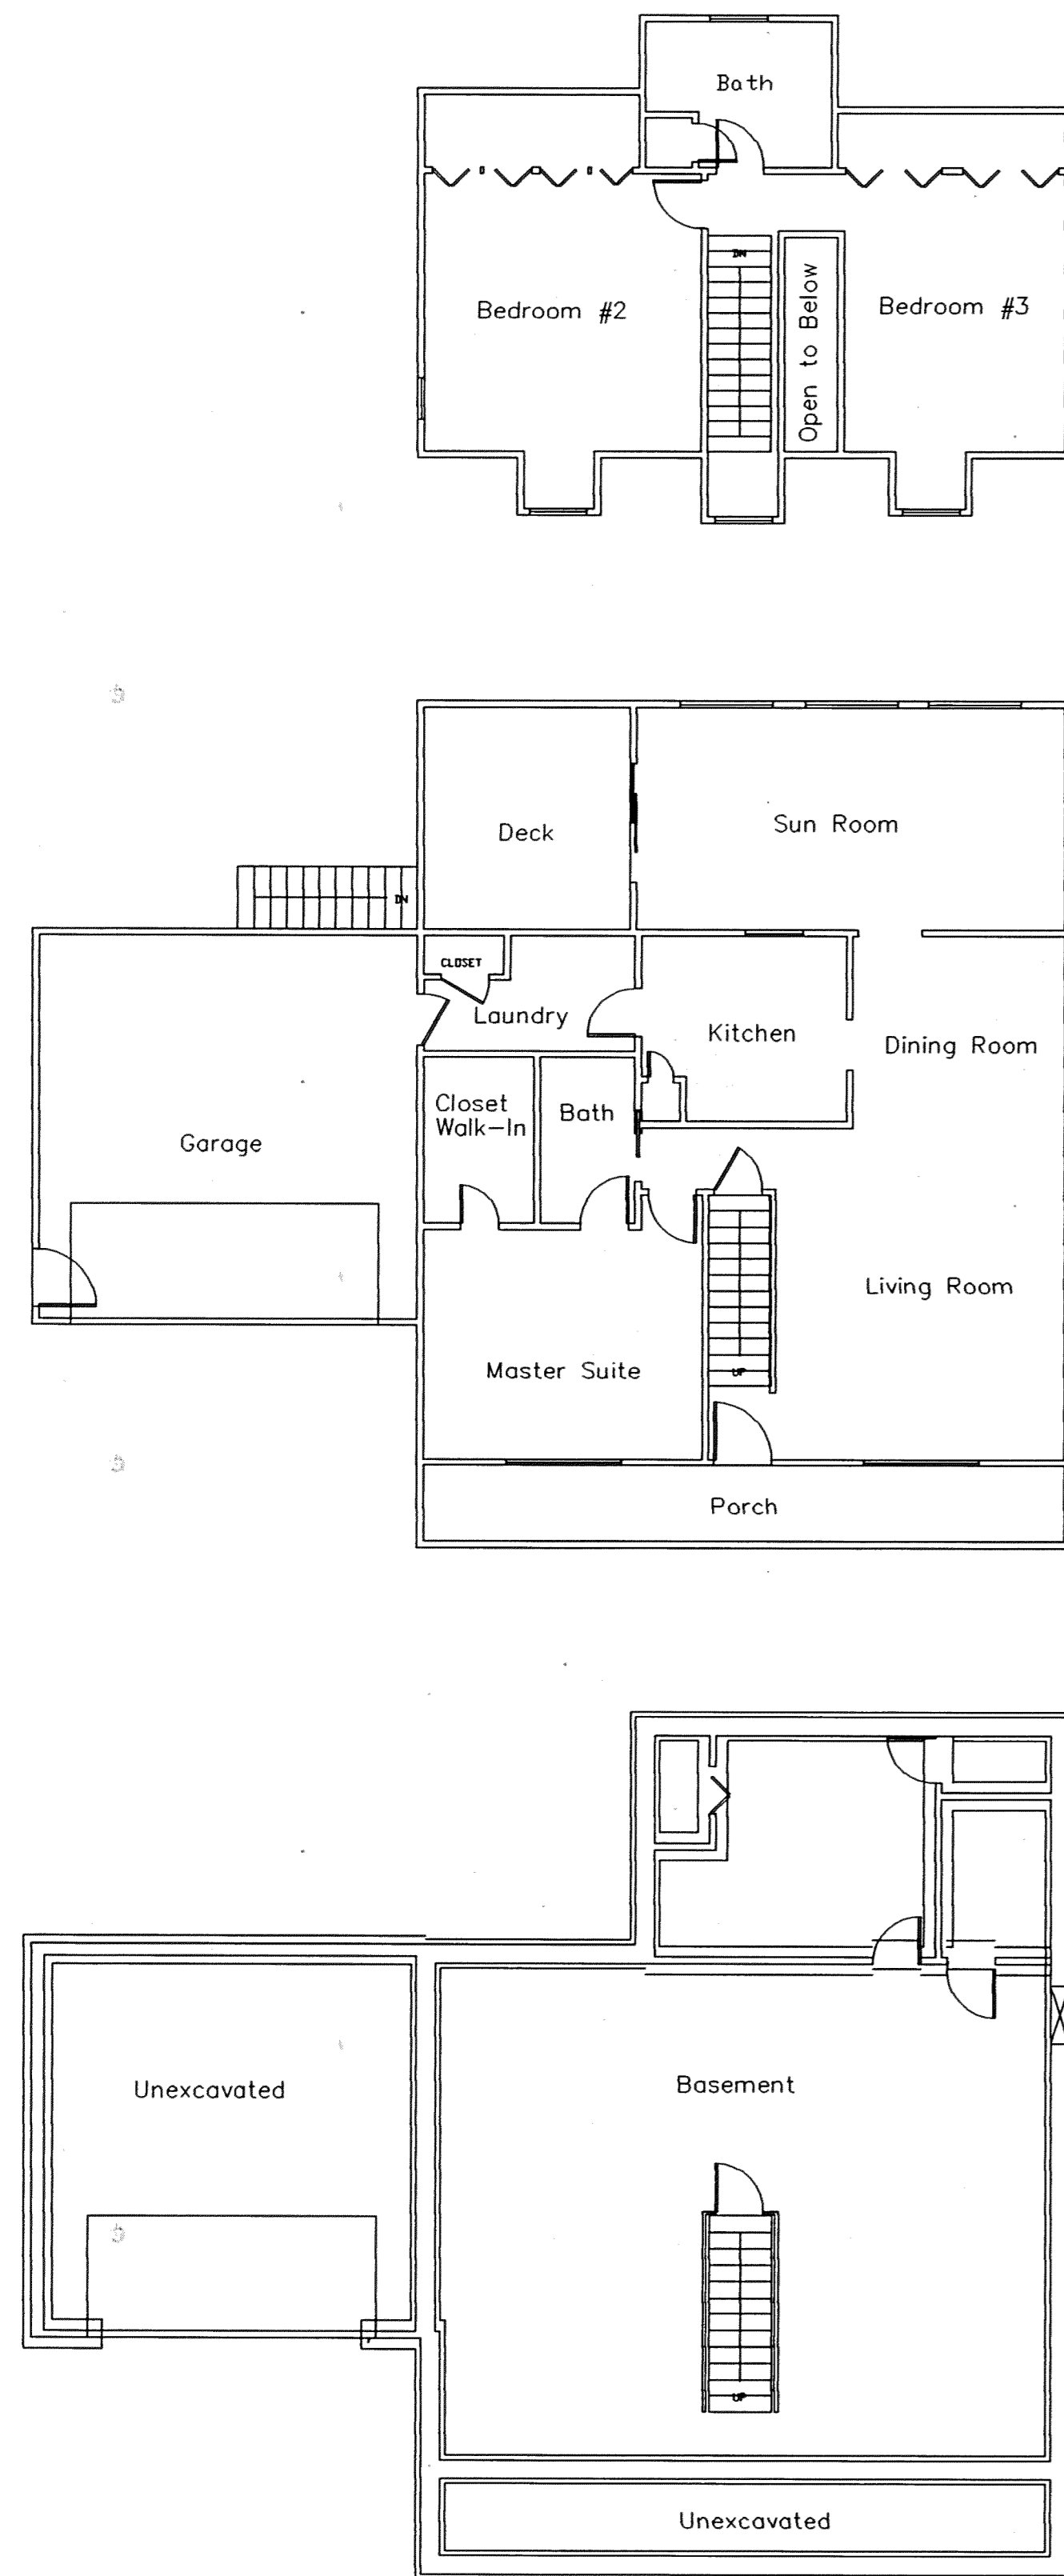 Bath
DN
Bedroom #2
Open to Below
Bedroom #3
Deck
Sun Room
DN
CLOSET
Laundry
Kitchen
Dining Room
Closet
Walk-In
Bath
Garage
Living Room
Master Suite
UP
Porch
Unexcavated
Basement
UP
Unexcavated